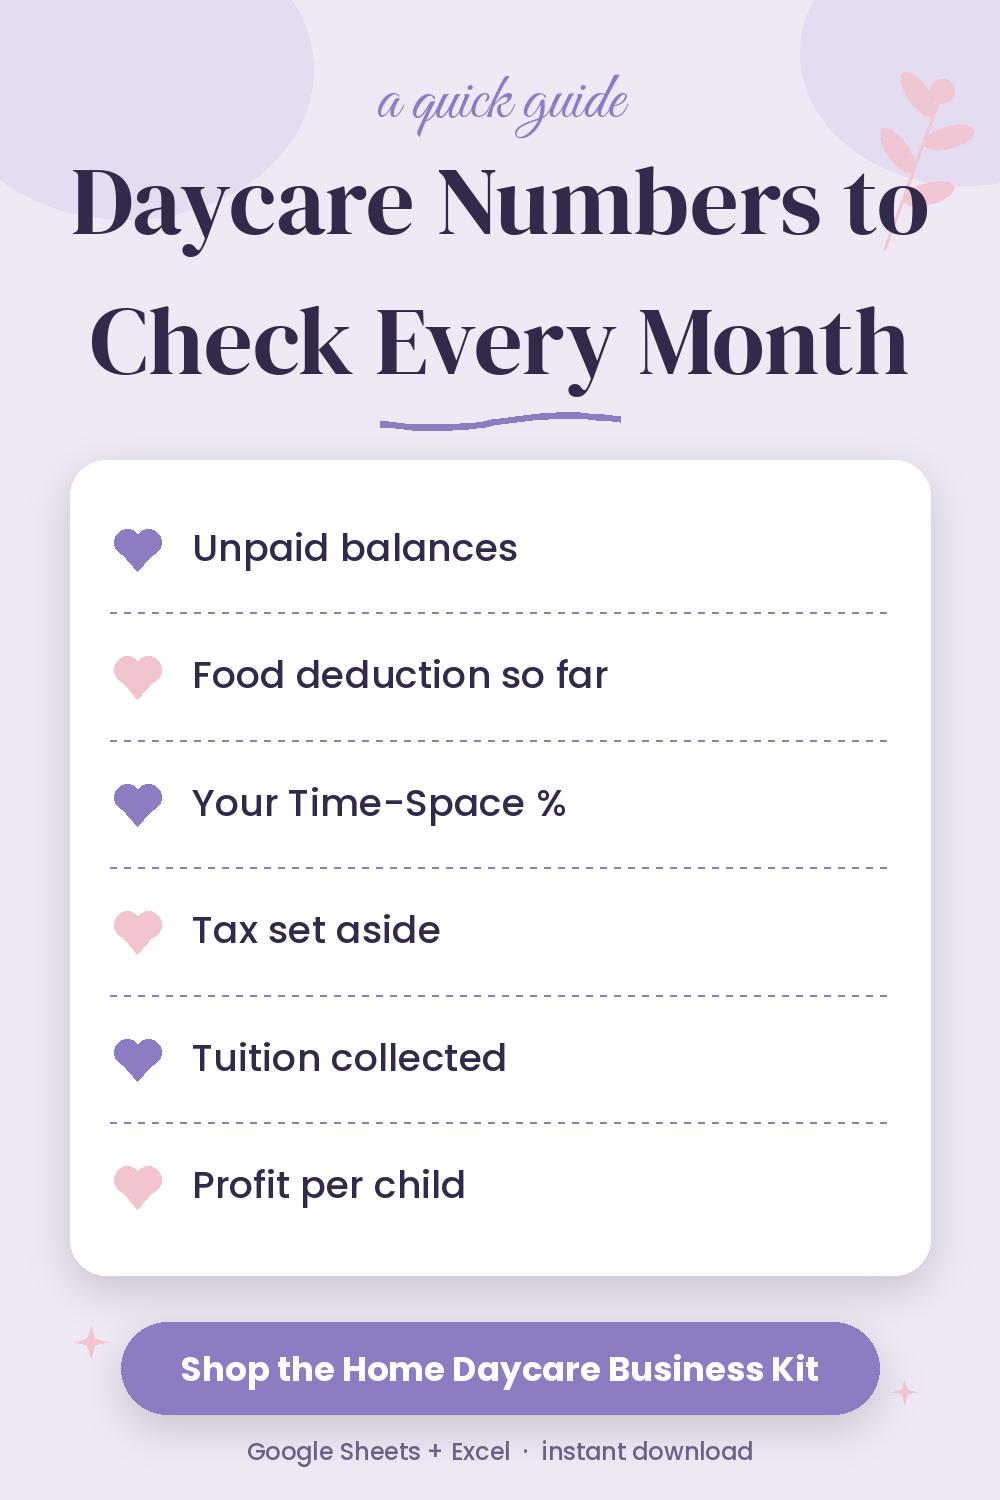 a quick guide
Daycare Numbers to
Check Every Month
Unpaid balances
Food deduction so far
Your Time-Space %
Tax set aside
Tuition collected
Profit per child
Shop the Home Daycare Business Kit
Google Sheets + Excel · instant download